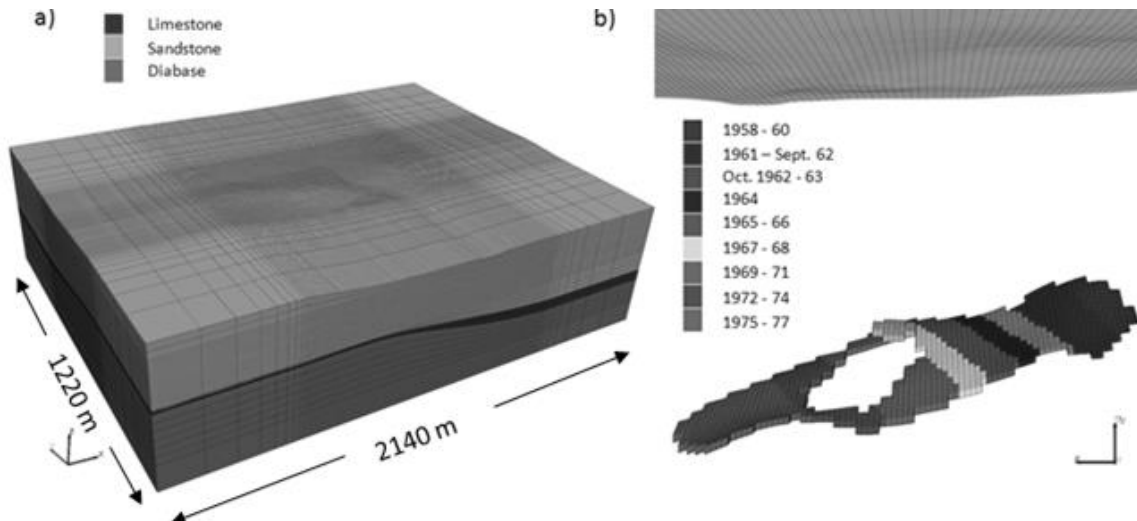 a)
Limestone
Sandstone
Diabase
1220 m
2140 m
b)
1958 - 60
1961 – Sept. 62
Oct. 1962 - 63
1964
1965 - 66
1967 - 68
1969 - 71
1972 - 74
1975 - 77